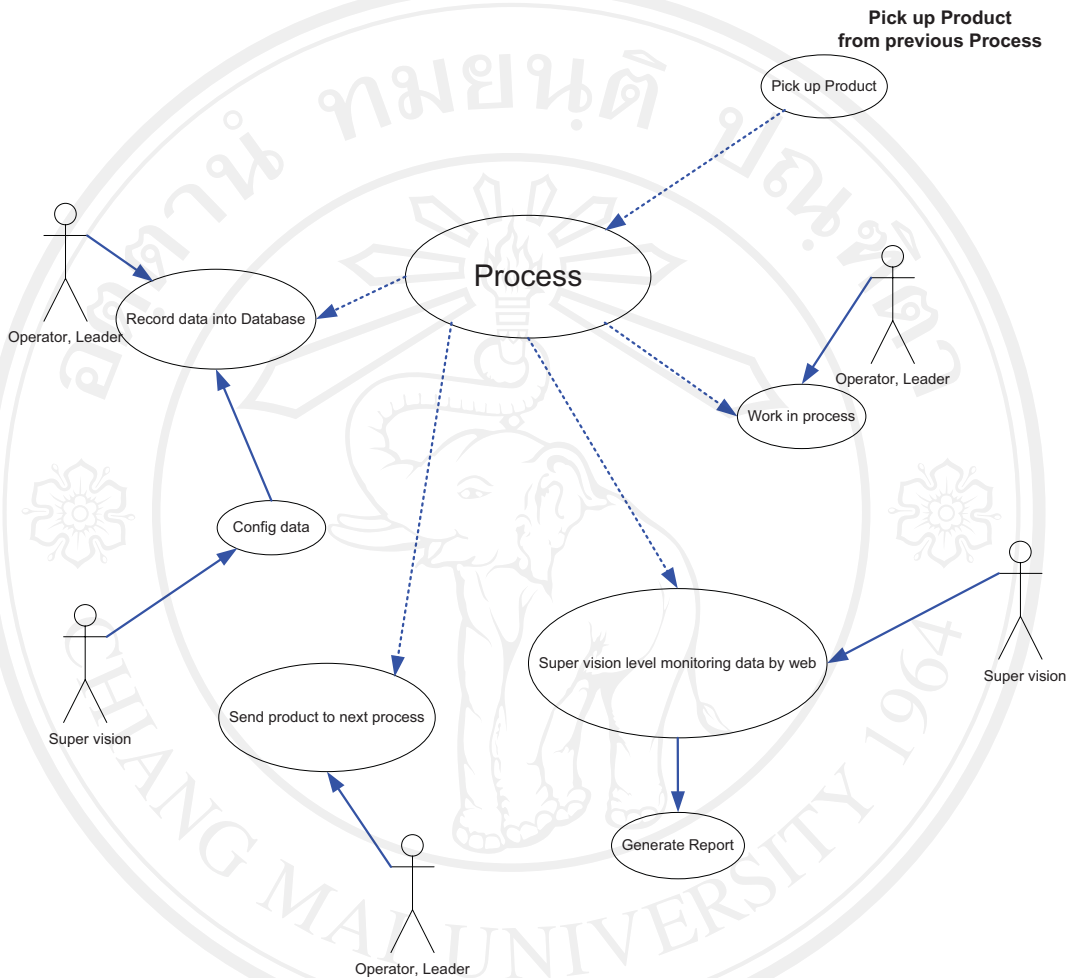 Pick up Product
from previous Process
Pick up Product
Process
Record data into Database
Operator, Leader
Operator, Leader
Work in process
Config data
Super vision level monitoring data by web
Super vision
Send product to next process
Super vision
Generate Report
Operator, Leader
CHIANG MAI UNIVERSITY 1964